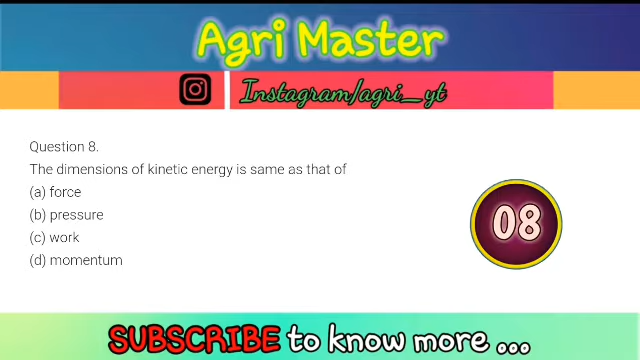 Agri Master
Instagram/agri_yt
Question 8.
The dimensions of kinetic energy is same as that of
(a) force
(b) pressure
(c) work
(d) momentum
08
SUBSCRIBE to know more ...